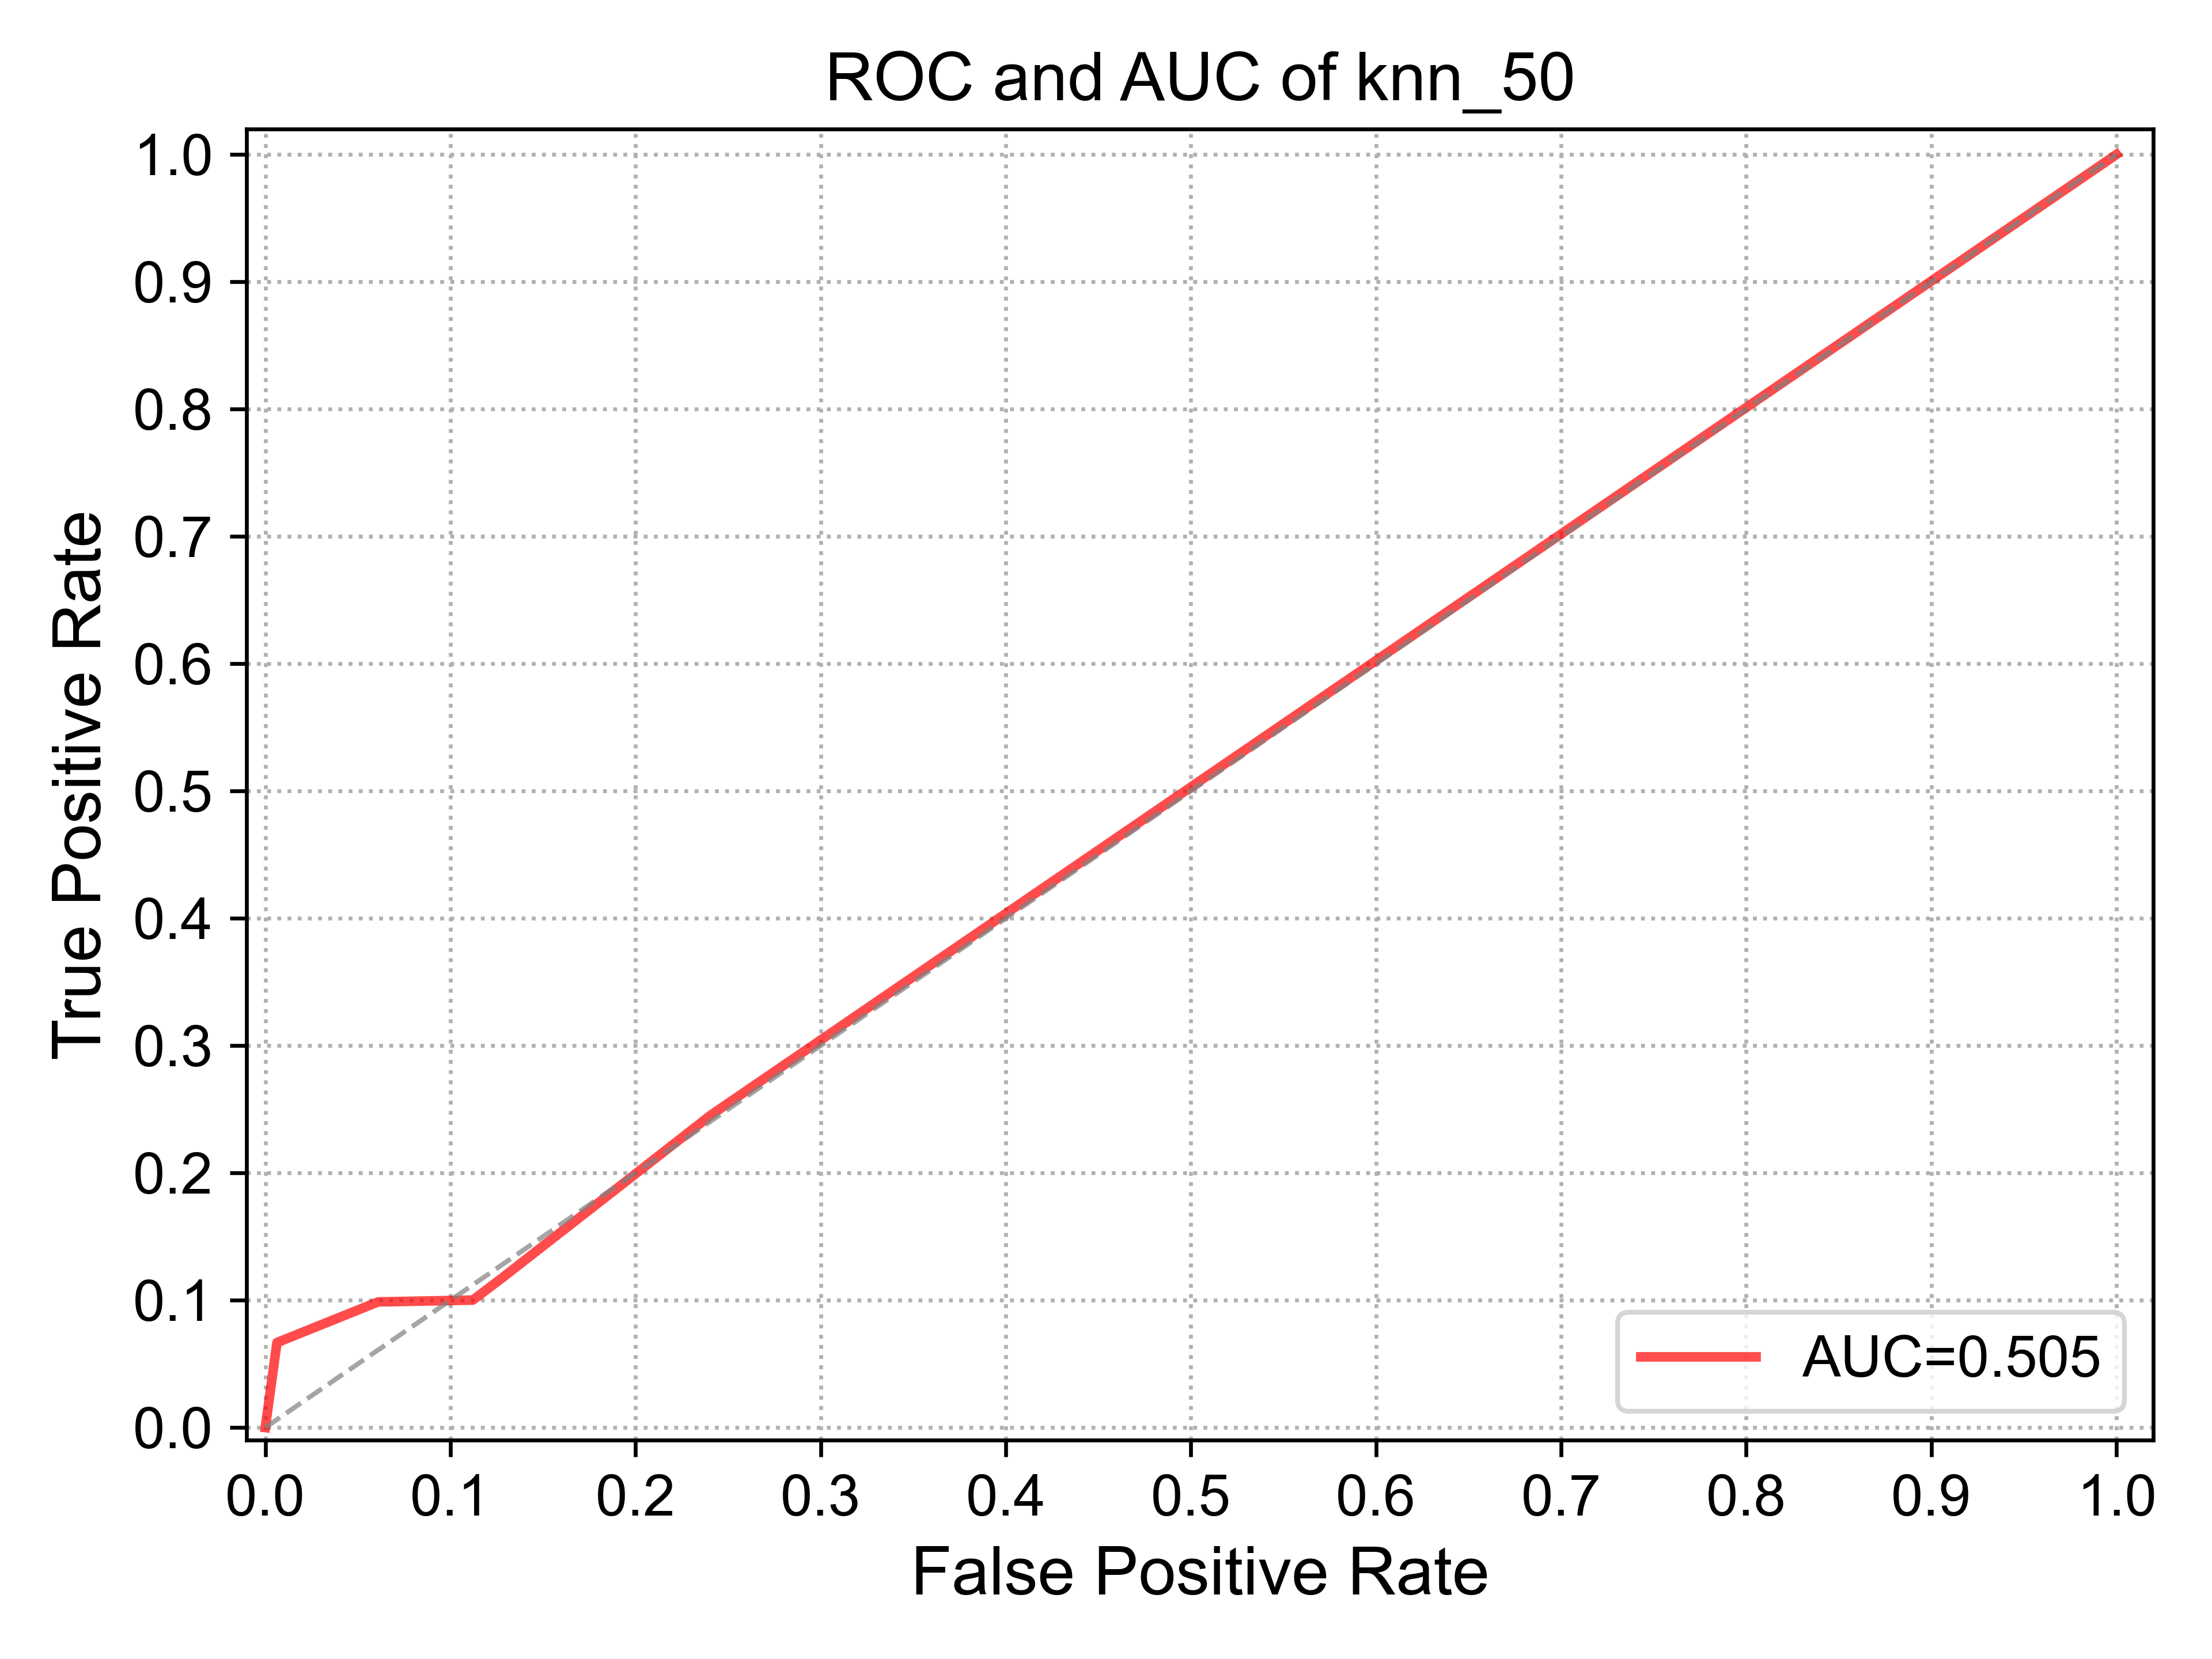 ROC and AUC of knn_50
1.0
0.9
0.8
0.7
0.6
0.5
0.4
0.3
0.2
0.1
0.0
True Positive Rate
AUC=0.505
0.0 0.1 0.2 0.3 0.4 0.5 0.6 0.7 0.8 0.9 1.0
False Positive Rate